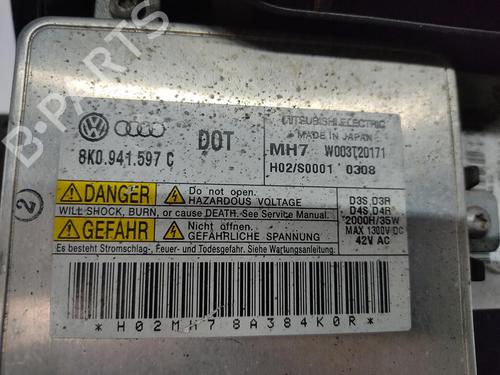 MITSUBISHI ELECTRIC
MADE IN JAPAN
8K0.941.597 C
DOT
MH7 W003T20171
H02/S0001 0308
DANGER
Do not open.
HAZARDOUS VOLTAGE
WILL SHOCK, BURN, or cause DEATH. See Service Manual.
GEFAHR
Nicht öffnen.
GEFÄHRLICHE SPANNUNG
Es besteht Stromschlag-, Feuer- und Todesgefahr. Siehe Wartungsanleitung.
D3S, D3R
D4S, D4R
2000H/35W
MAX 1300V DC
42V AC
2
*H02MH78A384K0R*
B-PARTS